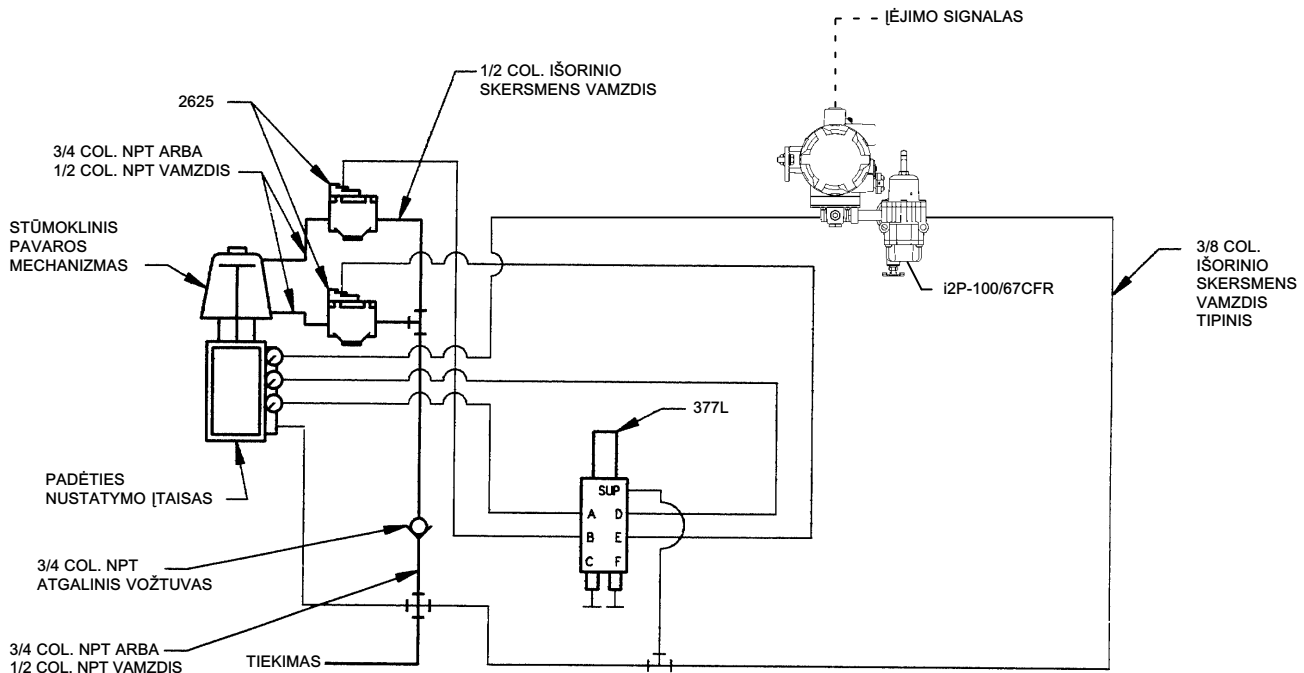 ĮĖJIMO SIGNALAS
1/2 COL. IŠORINIO
SKERSMENS VAMZDIS
2625
3/4 COL. NPT ARBA
1/2 COL. NPT VAMZDIS
STŪMOKLINIS
PAVAROS
MECHANIZMAS
3/8 COL.
IŠORINIO
SKERSMENS
VAMZDIS
TIPINIS
i2P-100/67CFR
377L
PADĖTIES
NUSTATYMO ĮTAISAS
SUP
A D
B E
C F
3/4 COL. NPT
ATGALINIS VOŽTUVAS
3/4 COL. NPT ARBA
1/2 COL. NPT VAMZDIS
TIEKIMAS